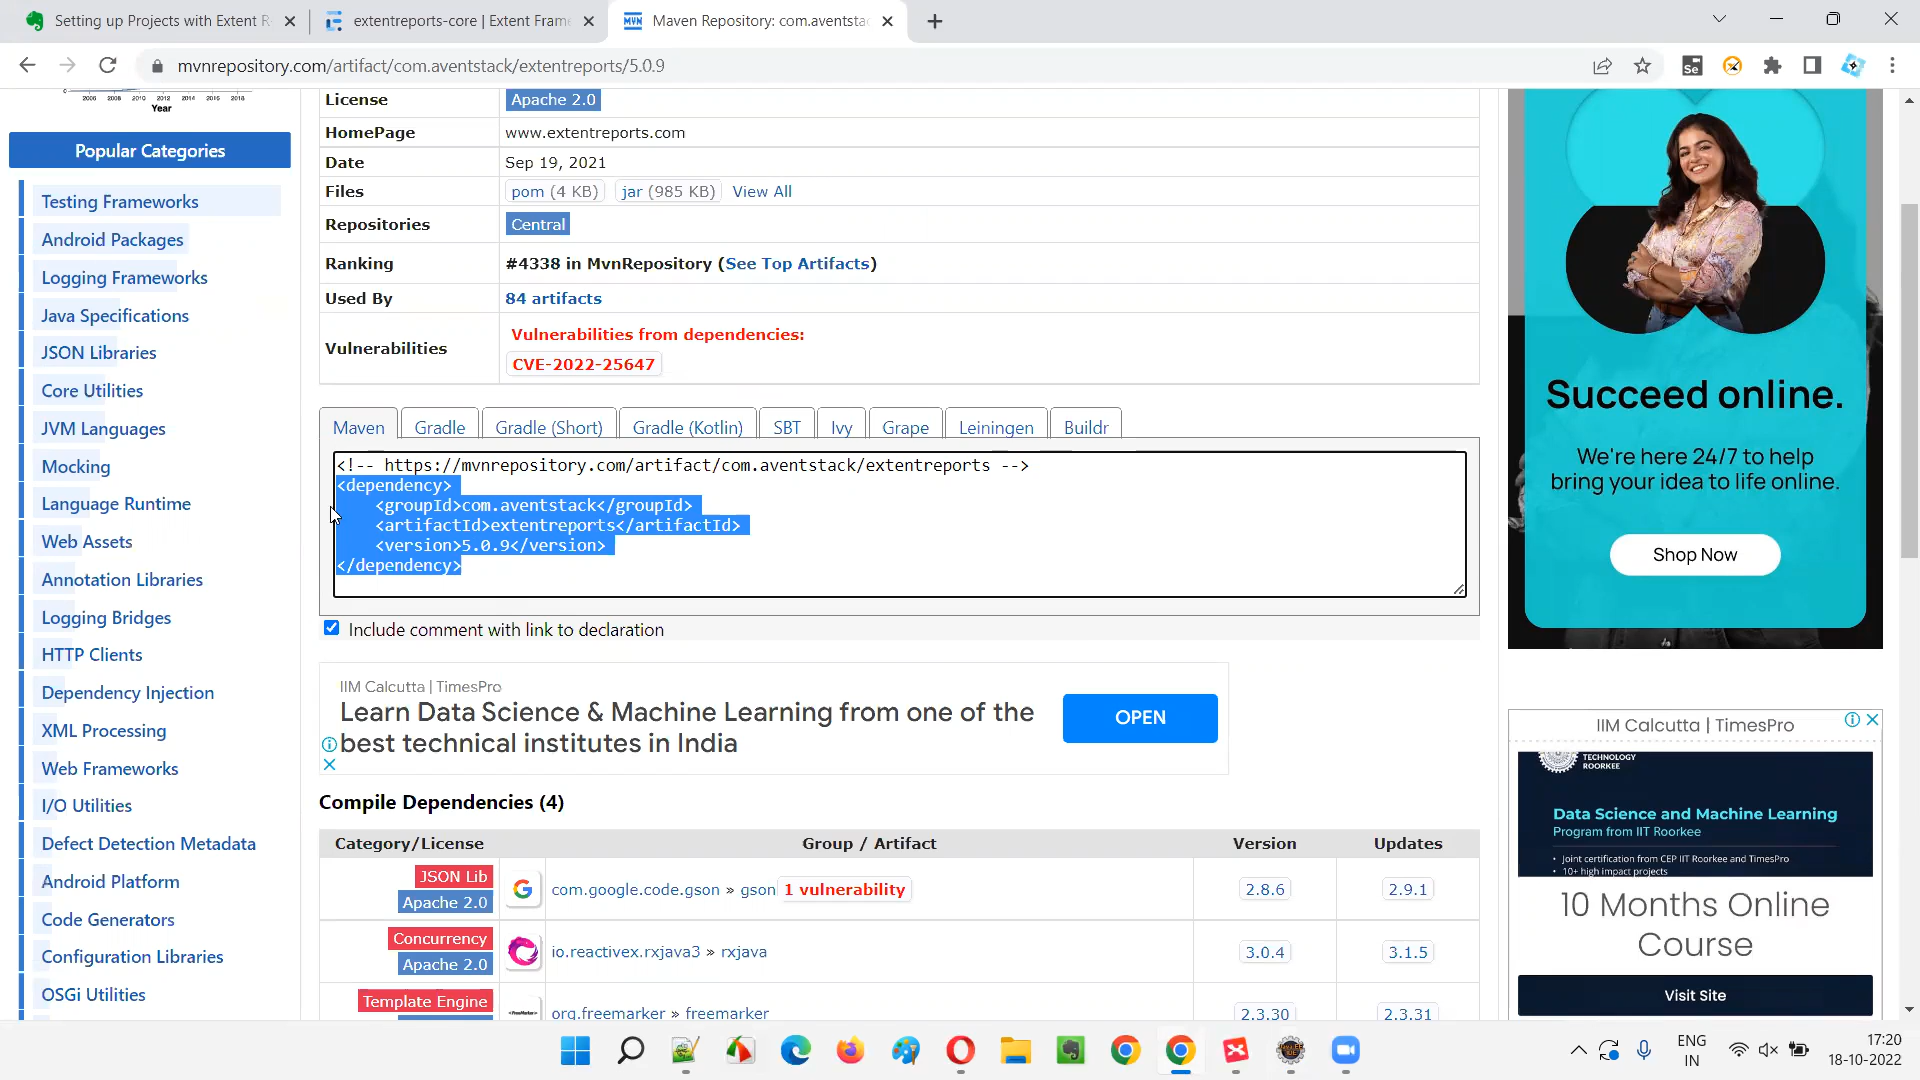 Setting up Projects with Extent R
extentreports-core | Extent Fram
MVN
Maven Repository: com.aventstac
mvnrepository.com/artifact/com.aventstack/extentreports/5.0.9
Se
2006 2008 2010 2012 2014 2015 2018
Year
Popular Categories
Testing Frameworks
Android Packages
Logging Frameworks
Java Specifications
JSON Libraries
Core Utilities
JVM Languages
Mocking
Language Runtime
Web Assets
Annotation Libraries
Logging Bridges
HTTP Clients
Dependency Injection
XML Processing
Web Frameworks
I/O Utilities
Defect Detection Metadata
Android Platform
Code Generators
Configuration Libraries
OSGi Utilities
License Apache 2.0
HomePage www.extentreports.com
Date Sep 19, 2021
Files pom (4 KB) jar (985 KB) View All
Repositories Central
Ranking #4338 in MvnRepository (See Top Artifacts)
Used By 84 artifacts
Vulnerabilities Vulnerabilities from dependencies:
CVE-2022-25647
Maven Gradle Gradle (Short) Gradle (Kotlin) SBT Ivy Grape Leiningen Buildr
<!-- https://mvnrepository.com/artifact/com.aventstack/extentreports -->
<dependency>
<groupId>com.aventstack</groupId>
<artifactId>extentreports</artifactId>
<version>5.0.9</version>
</dependency>
Include comment with link to declaration
IIM Calcutta | TimesPro
Learn Data Science & Machine Learning from one of the
best technical institutes in India
OPEN
Compile Dependencies (4)
Category/License Group / Artifact Version Updates
JSON Lib
Apache 2.0
com.google.code.gson » gson 1 vulnerability 2.8.6 2.9.1
Concurrency
Apache 2.0
io.reactivex.rxjava3 » rxjava 3.0.4 3.1.5
Template Engine
org.freemarker » freemarker 2.3.30 2.3.31
Succeed online.
We're here 24/7 to help
bring your idea to life online.
Shop Now
IIM Calcutta | TimesPro
TECHNOLOGY
ROORKEE
Data Science and Machine Learning
Program from IIT Roorkee
• Joint certification from CEP IIT Roorkee and TimesPro
• 10+ high impact projects
10 Months Online
Course
Visit Site
ENG
IN
17:20
18-10-2022